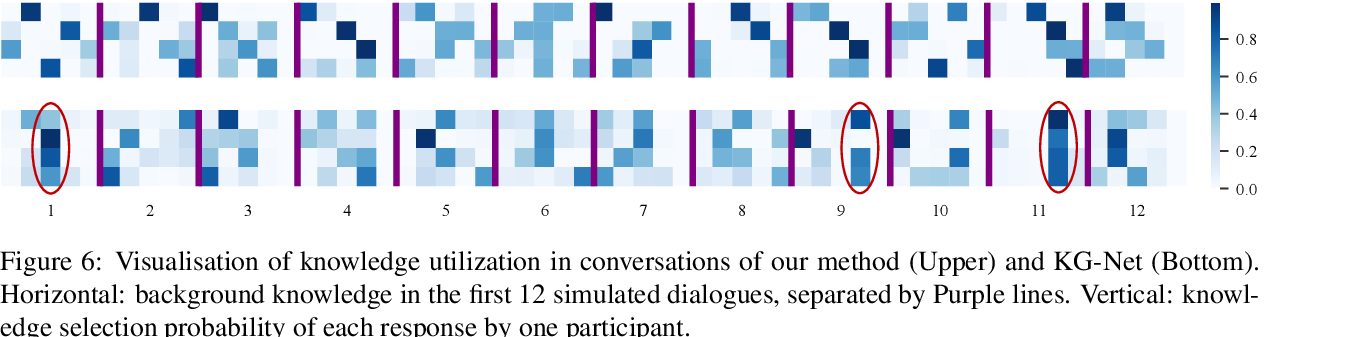 0.8
0.6
0.4
0.2
0.0
1 2 3 4 5 6 7 8 9 10 11 12
Figure 6: Visualisation of knowledge utilization in conversations of our method (Upper) and KG-Net (Bottom).
Horizontal: background knowledge in the first 12 simulated dialogues, separated by Purple lines. Vertical: knowl-
edge selection probability of each response by one participant.